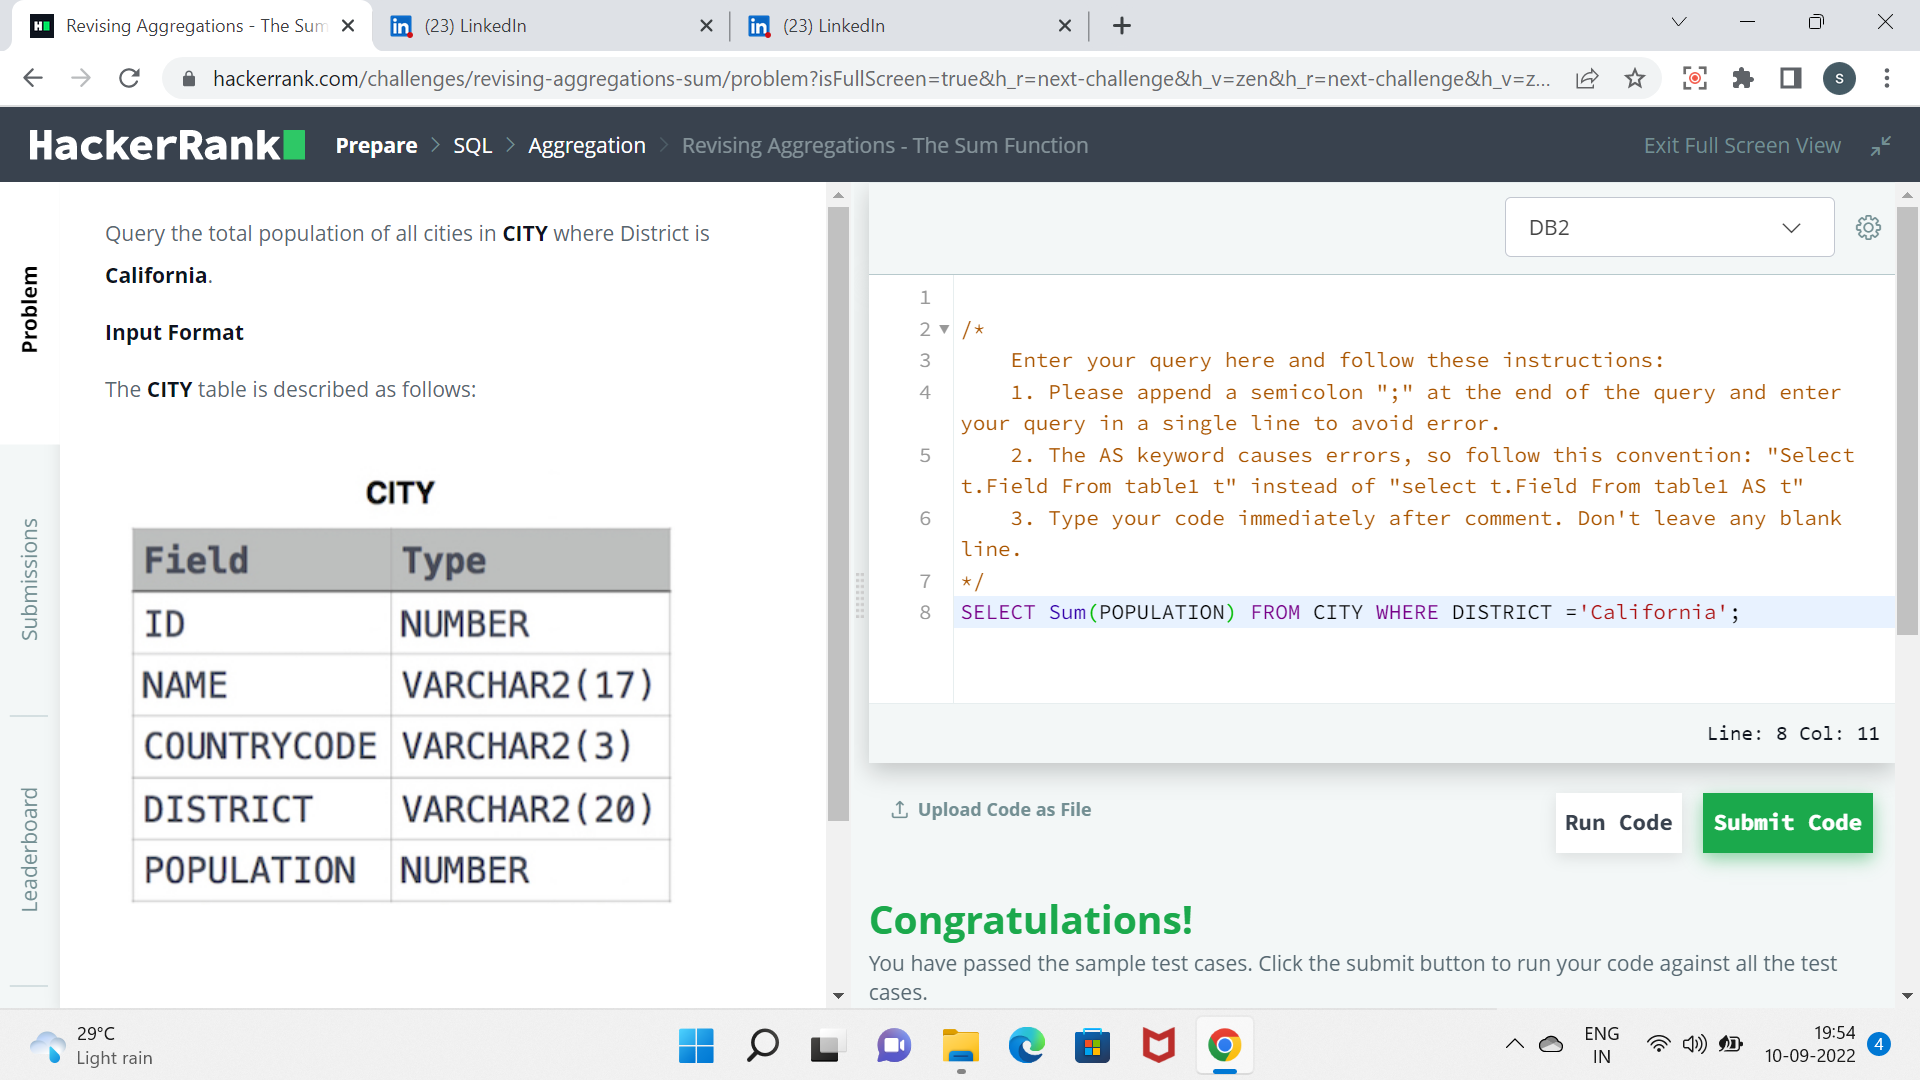 Revising Aggregations - The Sum
(23) LinkedIn
(23) LinkedIn
hackerrank.com/challenges/revising-aggregations-sum/problem?isFullScreen=true&h_r=next-challenge&h_v=zen&h_r=next-challenge&h_v=z...
S
HackerRank
Prepare > SQL > Aggregation > Revising Aggregations - The Sum Function
Exit Full Screen View
Problem
Submissions
Leaderboard
Query the total population of all cities in CITY where District is
California.
Input Format
The CITY table is described as follows:
CITY
Field Type
ID NUMBER
NAME VARCHAR2(17)
COUNTRYCODE VARCHAR2(3)
DISTRICT VARCHAR2(20)
POPULATION NUMBER
DB2
1
2 /*
3 Enter your query here and follow these instructions:
4 1. Please append a semicolon ";" at the end of the query and enter
your query in a single line to avoid error.
5 2. The AS keyword causes errors, so follow this convention: "Select
t.Field From table1 t" instead of "select t.Field From table1 AS t"
6 3. Type your code immediately after comment. Don't leave any blank
line.
7 */
8 SELECT Sum(POPULATION) FROM CITY WHERE DISTRICT ='California';
Line: 8 Col: 11
Upload Code as File
Run Code
Submit Code
Congratulations!
You have passed the sample test cases. Click the submit button to run your code against all the test
cases.
29°C
Light rain
ENG
IN
19:54
10-09-2022
4